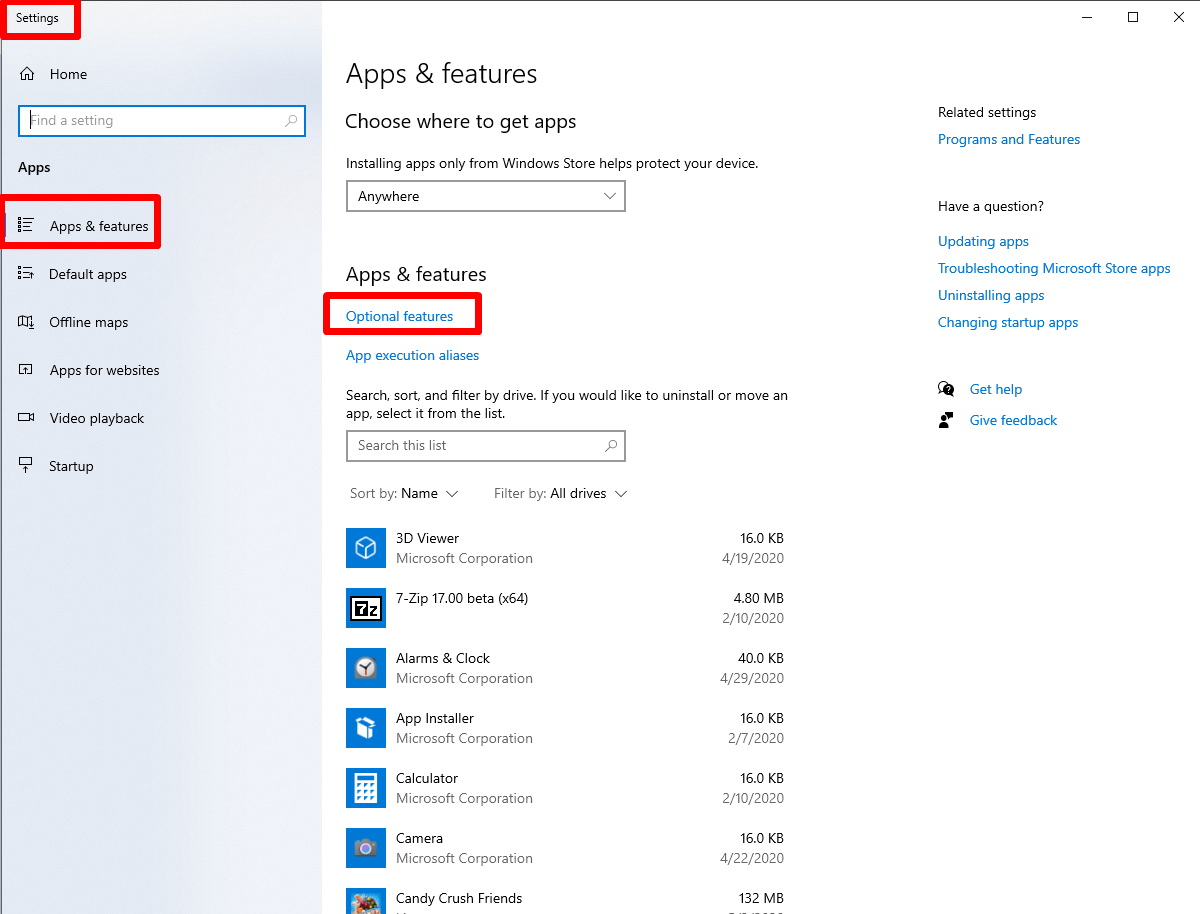 Settings
Home
Find a setting
Apps
Apps & features
Default apps
Offline maps
Apps for websites
Video playback
Startup
Apps & features
Choose where to get apps
Installing apps only from Windows Store helps protect your device.
Anywhere
Apps & features
Optional features
App execution aliases
Search, sort, and filter by drive. If you would like to uninstall or move an
app, select it from the list.
Search this list
Sort by: Name Filter by: All drives
3D Viewer 16.0 KB
Microsoft Corporation 4/19/2020
7z
7-Zip 17.00 beta (x64) 4.80 MB
2/10/2020
Alarms & Clock 40.0 KB
Microsoft Corporation 4/29/2020
App Installer 16.0 KB
Microsoft Corporation 2/7/2020
Calculator 16.0 KB
Microsoft Corporation 2/10/2020
Camera 16.0 KB
Microsoft Corporation 4/22/2020
Candy Crush Friends 132 MB
Related settings
Programs and Features
Have a question?
Updating apps
Troubleshooting Microsoft Store apps
Uninstalling apps
Changing startup apps
Get help
Give feedback